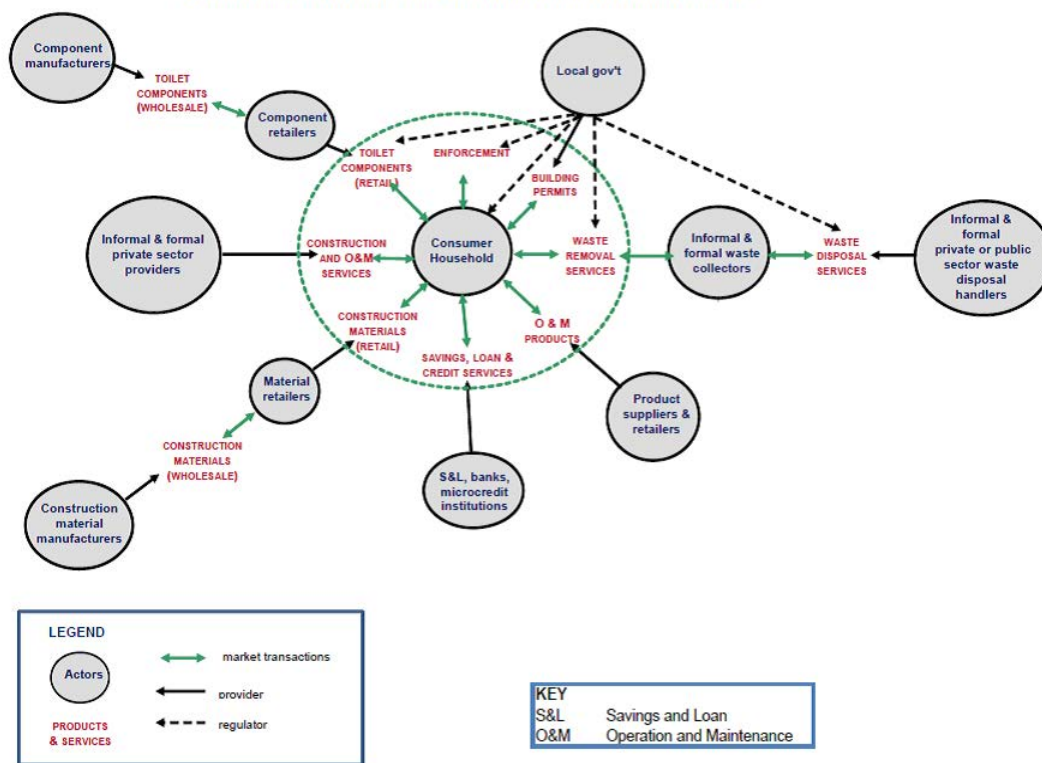 Component
manufacturers
TOILET
COMPONENTS
(WHOLESALE)
Component
retailers
Local gov't
TOILET
COMPONENTS
(RETAIL)
ENFORCEMENT
BUILDING
PERMITS
Informal & formal
private sector
providers
CONSTRUCTION
AND O&M
SERVICES
Consumer
Household
WASTE
REMOVAL
SERVICES
Informal &
formal waste
collectors
WASTE
DISPOSAL
SERVICES
Informal &
formal
private or public
sector waste
disposal
handlers
CONSTRUCTION
MATERIALS
(RETAIL)
O & M
PRODUCTS
SAVINGS, LOAN &
CREDIT SERVICES
Material
retailers
Product
suppliers &
retailers
CONSTRUCTION
MATERIALS
(WHOLESALE)
S&L, banks,
microcredit
institutions
Construction
material
manufacturers
LEGEND
Actors
PRODUCTS
& SERVICES
market transactions
provider
regulator
KEY
S&L Savings and Loan
O&M Operation and Maintenance